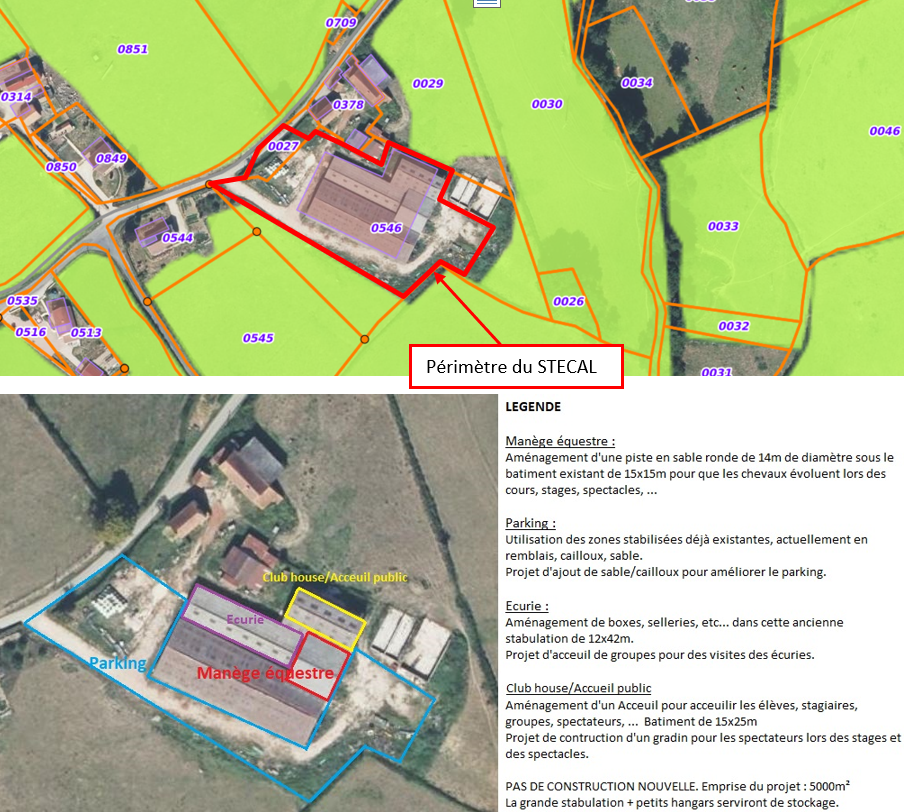 0709
0851
0029
0034
0314
0378
0030
0046
0027
0849
0850
0546
0033
0544
0535
0026
0516
0513
0545
0032
0031
Périmètre du STECAL
Club house/Acceuil public
Ecurie
Parking
Manège équestre
LEGENDE
Manège équestre :
Aménagement d'une piste en sable ronde de 14m de diamètre sous le
batiment existant de 15x15m pour que les chevaux évoluent lors des
cours, stages, spectacles, ...
Parking :
Utilisation des zones stabilisées déjà existantes, actuellement en
remblais, cailloux, sable.
Projet d'ajout de sable/cailloux pour améliorer le parking.
Ecurie :
Aménagement de boxes, selleries, etc... dans cette ancienne
stabulation de 12x42m.
Projet d'acceuil de groupes pour des visites des écuries.
Club house/Accueil public
Aménagement d'un Acceuil pour acceuillir les élèves, stagiaires,
groupes, spectateurs, ... Batiment de 15x25m
Projet de contruction d'un gradin pour les spectateurs lors des stages et
des spectacles.
PAS DE CONSTRUCTION NOUVELLE. Emprise du projet : 5000m²
La grande stabulation + petits hangars serviront de stockage.